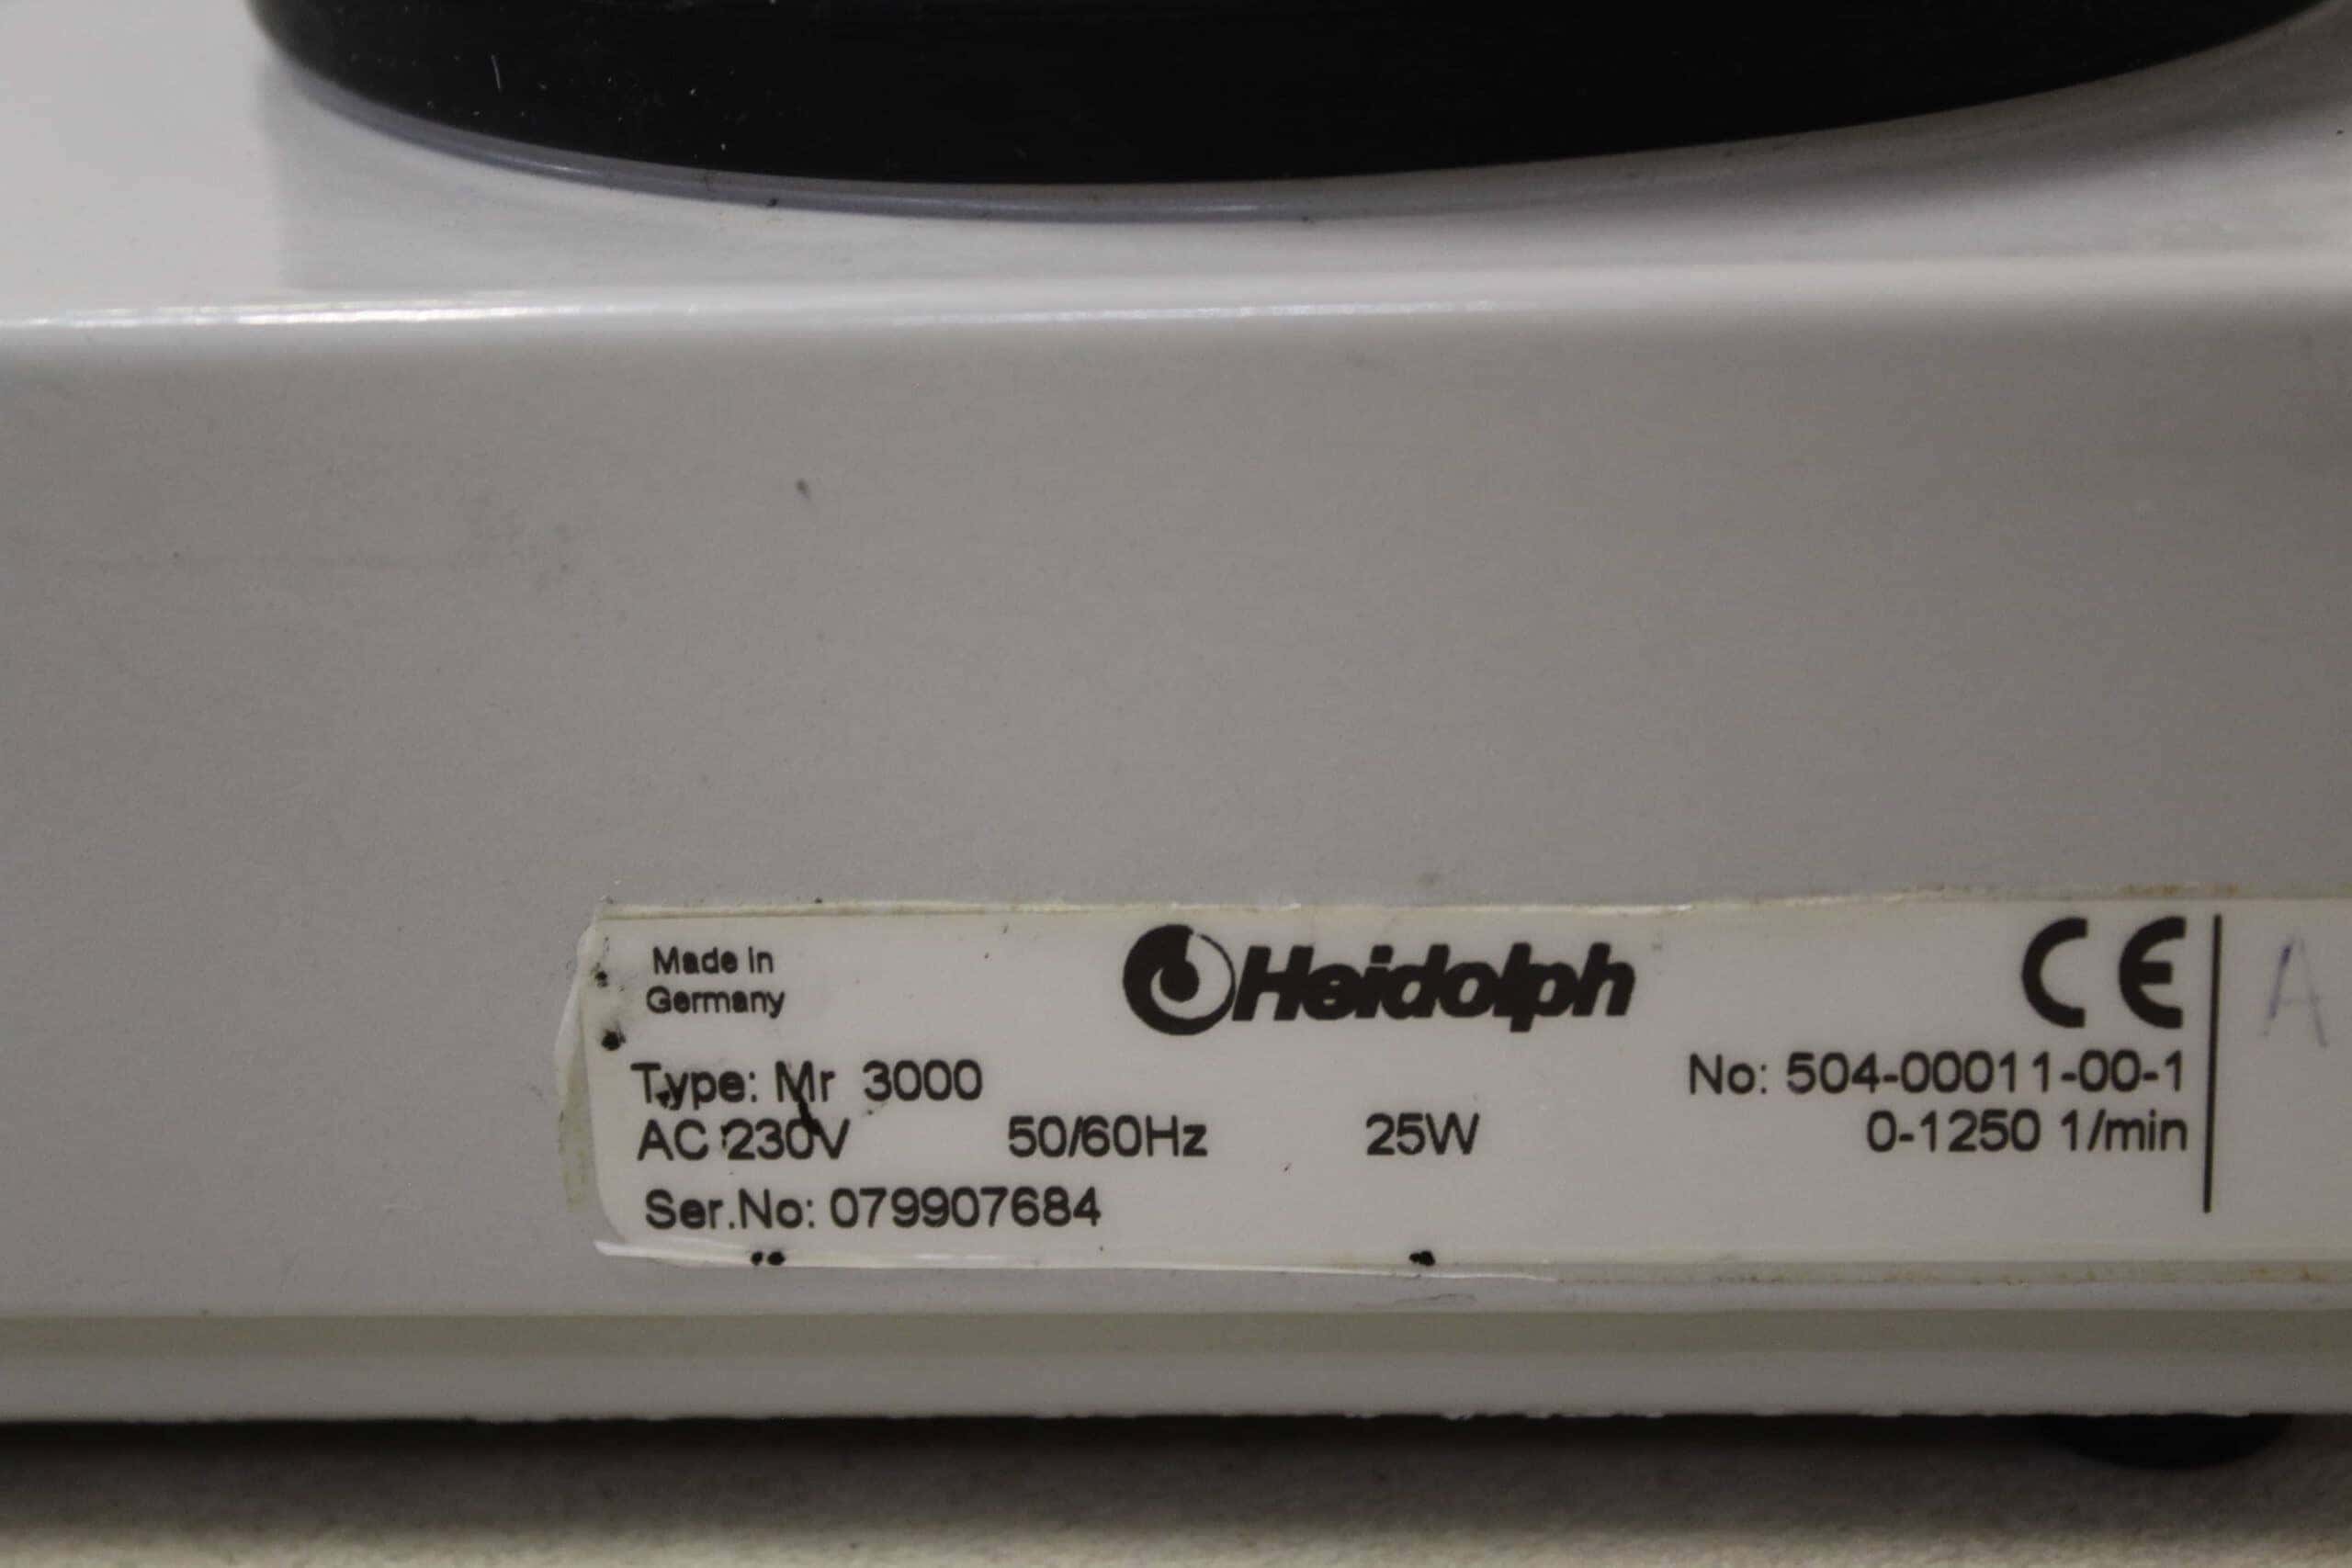 Made in
Germany
Heidolph
CE
A
Type: Mr 3000
No: 504-00011-00-1
AC 230V 50/60Hz 25W 0-1250 1/min
Ser.No: 079907684